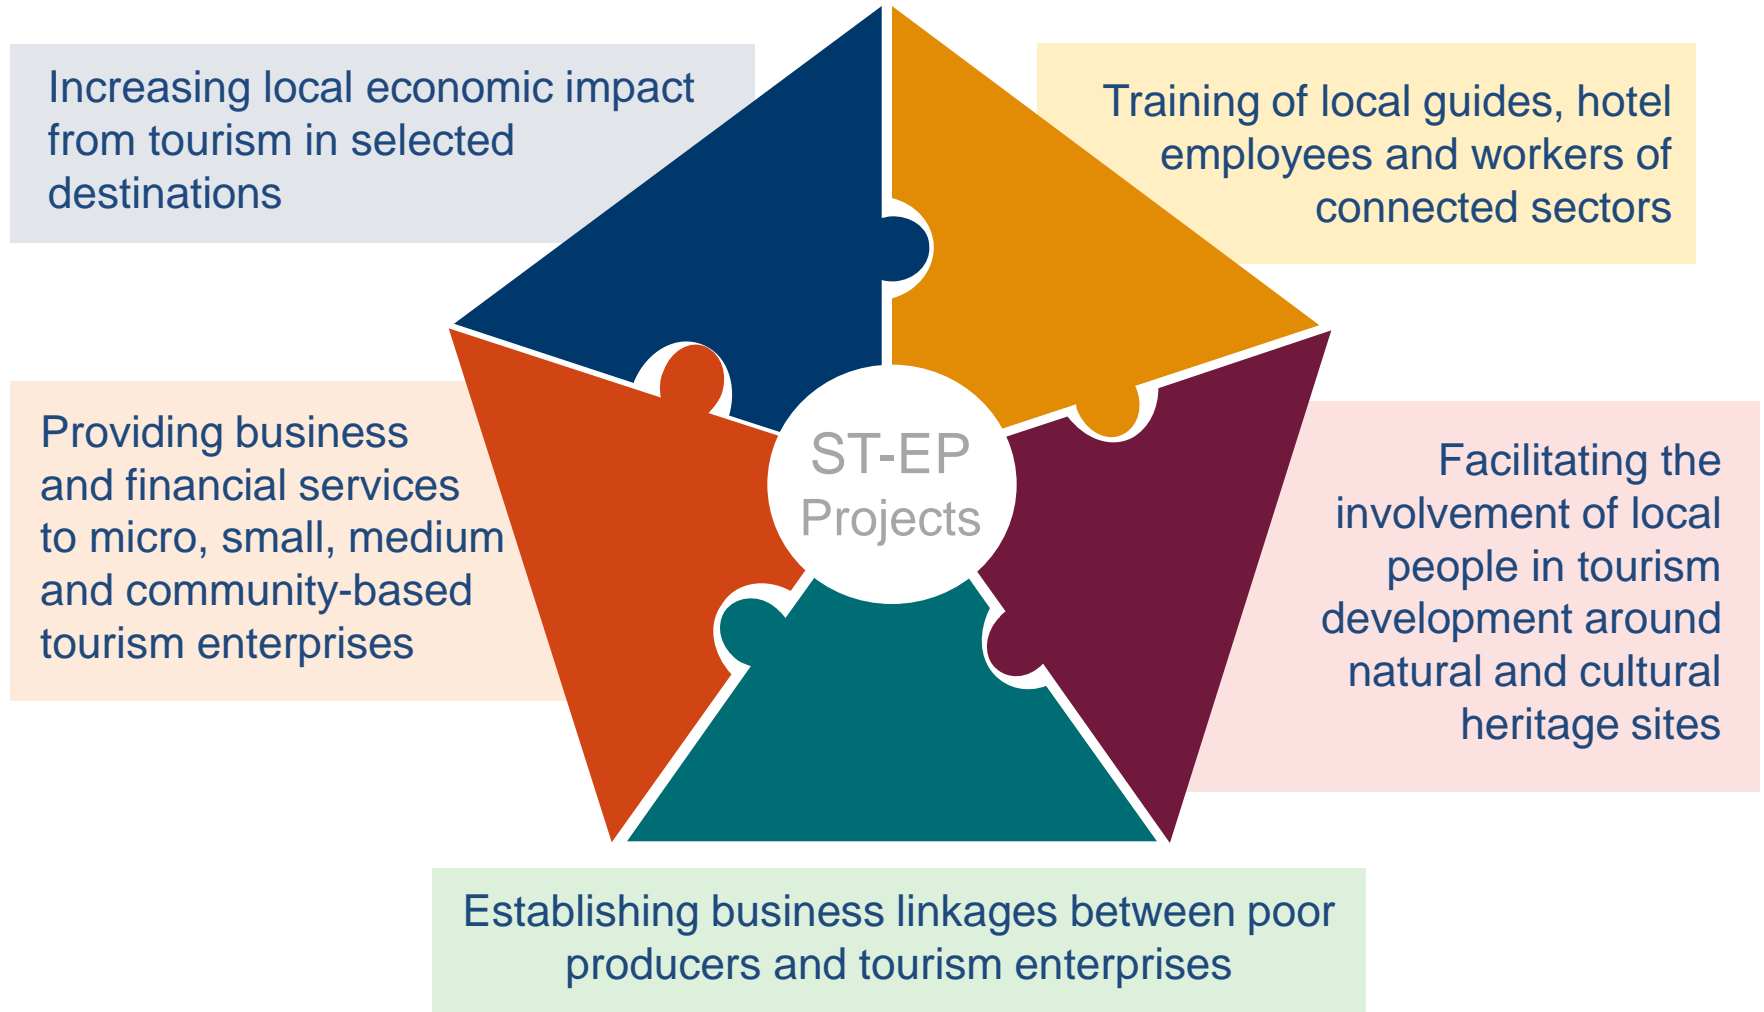 Increasing local economic impact
from tourism in selected
destinations
Training of local guides, hotel
employees and workers of
connected sectors
Providing business
and financial services
to micro, small, medium
and community-based
tourism enterprises
ST-EP
Projects
Facilitating the
involvement of local
people in tourism
development around
natural and cultural
heritage sites
Establishing business linkages between poor
producers and tourism enterprises